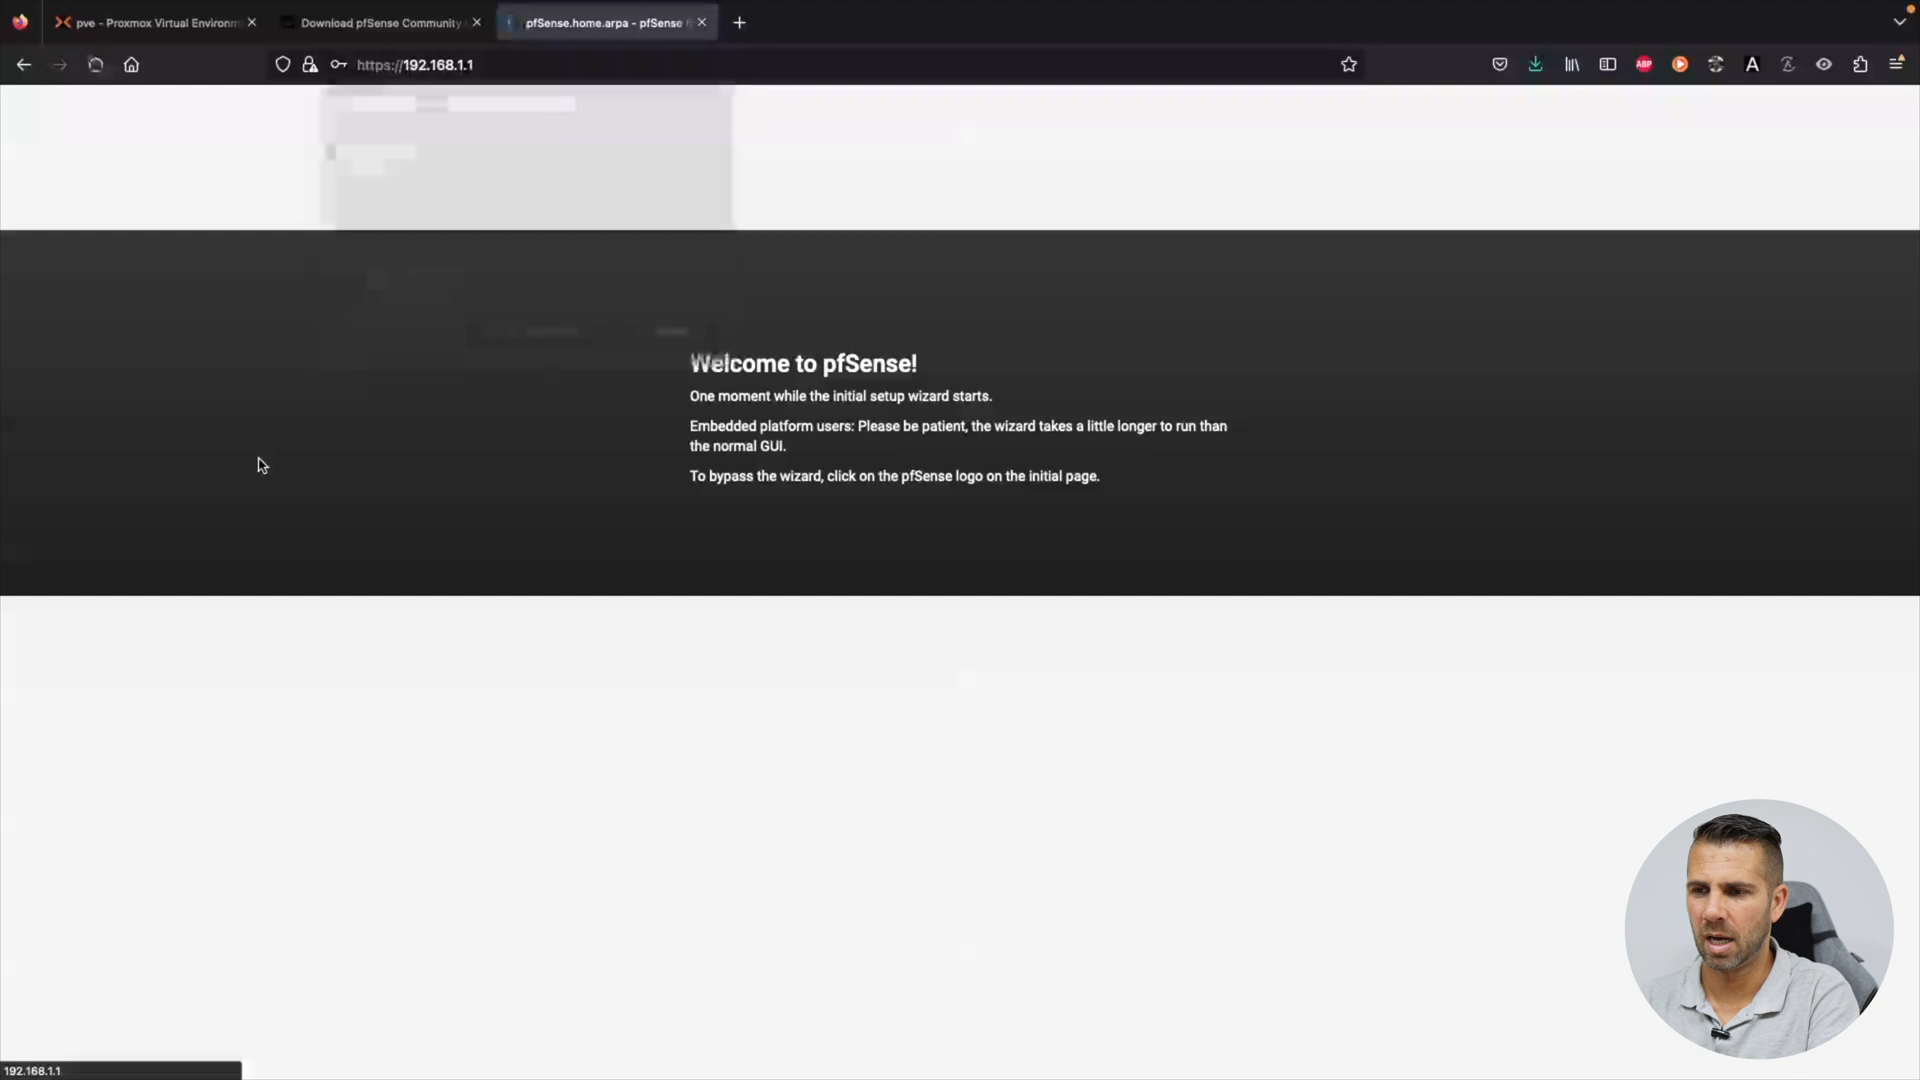 pve - Proxmox Virtual Environm
Download pfSense Community
pfSense.home.arpa - pfSense
https://192.168.1.1
ABP
A
Welcome to pfSense!
One moment while the initial setup wizard starts.
Embedded platform users: Please be patient, the wizard takes a little longer to run than
the normal GUI.
To bypass the wizard, click on the pfSense logo on the initial page.
192.168.1.1